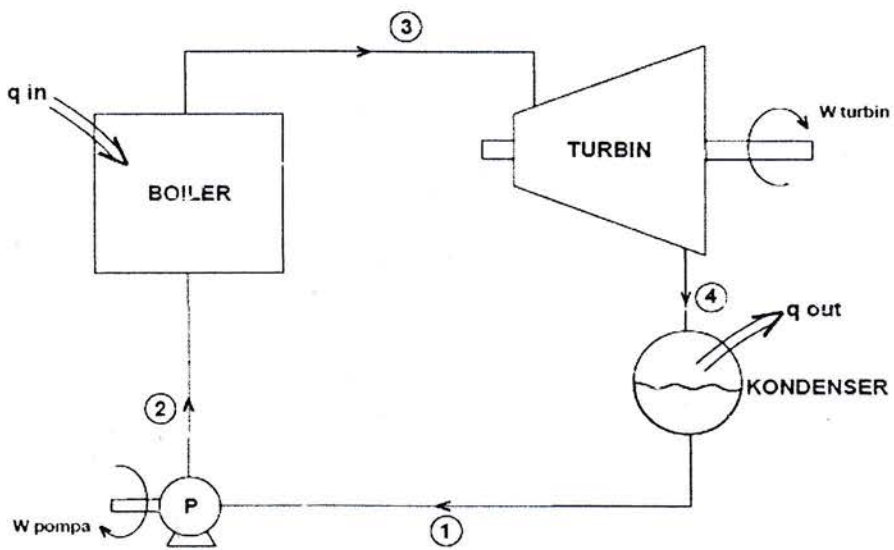 3
q in
W turbin
TURBIN
BOILER
4
q out
KONDENSER
2
P
W pompa
1